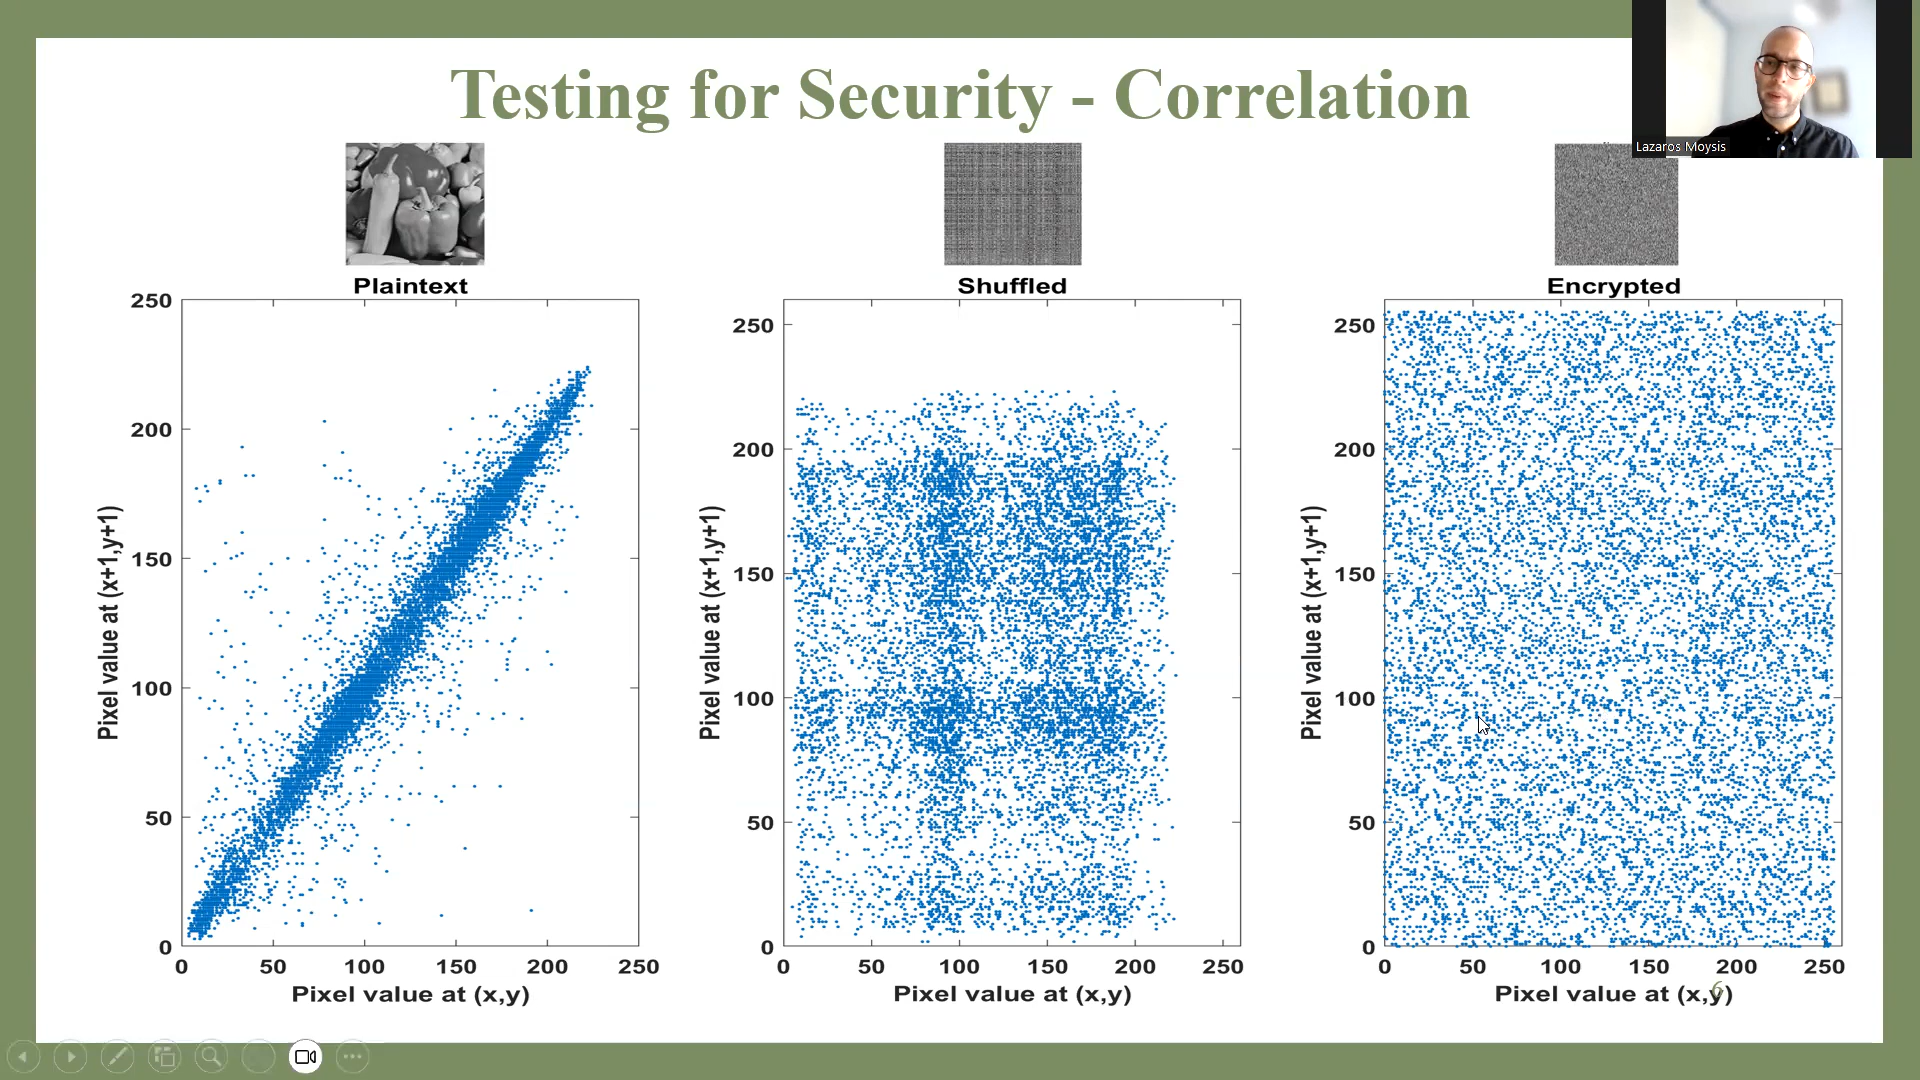 Testing for Security - Correlation
Lazaros Moysis
Plaintext
250
200
150
100
50
0
0 50 100 150 200 250
Pixel value at (x+1,y+1)
Pixel value at (x,y)
Shuffled
250
200
150
100
50
0
0 50 100 150 200 250
Pixel value at (x+1,y+1)
Pixel value at (x,y)
Encrypted
250
200
150
100
50
0
0 50 100 150 200 250
Pixel value at (x+1,y+1)
Pixel value at (x,y)
6